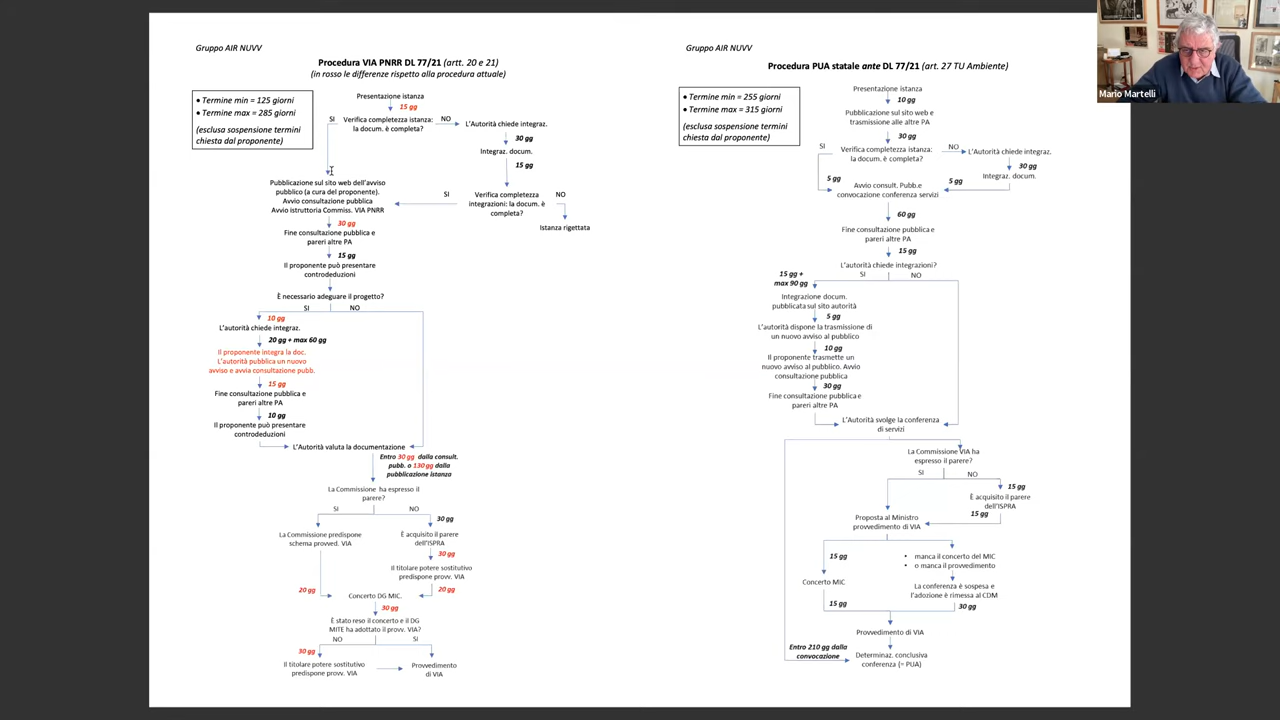 Gruppo AIR NUVV
Procedura VIA PNRR DL 77/21 (artt. 20 e 21)
(in rosso le differenze rispetto alla procedura attuale)
• Termine min = 125 giorni
• Termine max = 285 giorni
(esclusa sospensione termini
chiesta dal proponente)
Presentazione istanza
15 gg
SI
Verifica completezza istanza:
la docum. è completa?
NO
L'Autorità chiede integraz.
30 gg
Integraz. docum.
15 gg
Pubblicazione sul sito web dell'avviso
pubblico (a cura del proponente).
Avvio consultazione pubblica
Avvio istruttoria Commiss. VIA PNRR
SI
Verifica completezza
integrazioni: la docum. è
completa?
NO
Istanza rigettata
30 gg
Fine consultazione pubblica e
pareri altre PA
15 gg
Il proponente può presentare
controdeduzioni
È necessario adeguare il progetto?
SI
NO
10 gg
L'autorità chiede integraz.
20 gg + max 60 gg
Il proponente integra la doc.
L'autorità pubblica un nuovo
avviso e avvia consultazione pubb.
15 gg
Fine consultazione pubblica e
pareri altre PA
10 gg
Il proponente può presentare
controdeduzioni
L'Autorità valuta la documentazione
Entro 30 gg dalla consult.
pubb. o 130 gg dalla
pubblicazione istanza
La Commissione ha espresso il
parere?
SI
NO
30 gg
La Commissione predispone
schema provved. VIA
È acquisito il parere
dell'ISPRA
30 gg
Il titolare potere sostitutivo
predispone provv. VIA
20 gg
20 gg
Concerto DG MIC.
30 gg
È stato reso il concerto e il DG
MITE ha adottato il provv. VIA?
NO
Si
30 gg
Il titolare potere sostitutivo
predispone provv. VIA
Provvedimento
di VIA
Gruppo AIR NUVV
Procedura PUA statale ante DL 77/21 (art. 27 TU Ambiente)
• Termine min = 255 giorni
• Termine max = 315 giorni
(esclusa sospensione termini
chiesta dal proponente)
Presentazione istanza
10 gg
Pubblicazione sul sito web e
trasmissione alle altre PA
30 gg
SI
Verifica completezza istanza:
la docum. è completa?
NO
L'Autorità chiede integraz.
30 gg
Integraz. docum.
5 gg
Avvio consult. Pubb.e
convocazione conferenza servizi
5 gg
60 gg
Fine consultazione pubblica e
pareri altre PA
15 gg
L'autorità chiede integrazioni?
15 gg +
max 90 gg
SI
NO
Integrazione docum.
pubblicata sul sito autorità
5 gg
L'autorità dispone la trasmissione di
un nuovo avviso al pubblico
10 gg
Il proponente trasmette un
nuovo avviso al pubblico. Avvio
consultazione pubblica
30 gg
Fine consultazione pubblica e
pareri altre PA
L'Autorità svolge la conferenza
di servizi
La Commissione VIA ha
espresso il parere?
SI
NO
15 gg
È acquisito il parere
dell'ISPRA
15 gg
Proposta al Ministro
provvedimento di VIA
15 gg
• manca il concerto del MIC
• o manca il provvedimento
Concerto MIC
La conferenza è sospesa e
l'adozione è rimessa al CDM
15 gg
30 gg
Provvedimento di VIA
Entro 210 gg dalla
convocazione
Determinaz. conclusiva
conferenza (= PUA)
Mario Martelli